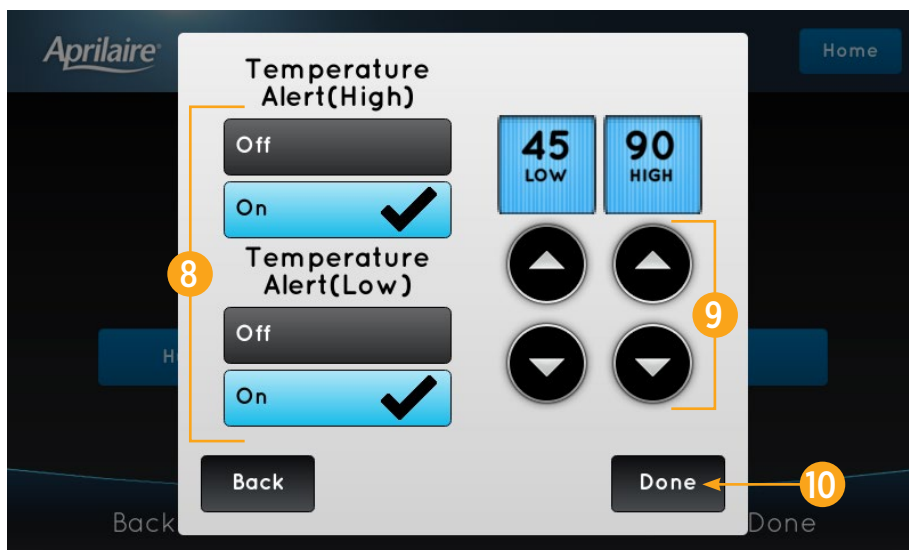 Aprilaire
Home
Temperature
Alert(High)
Off
On
45
LOW
90
HIGH
8
Temperature
Alert(Low)
Off
On
9
H
Back
Done
10
Back
Done